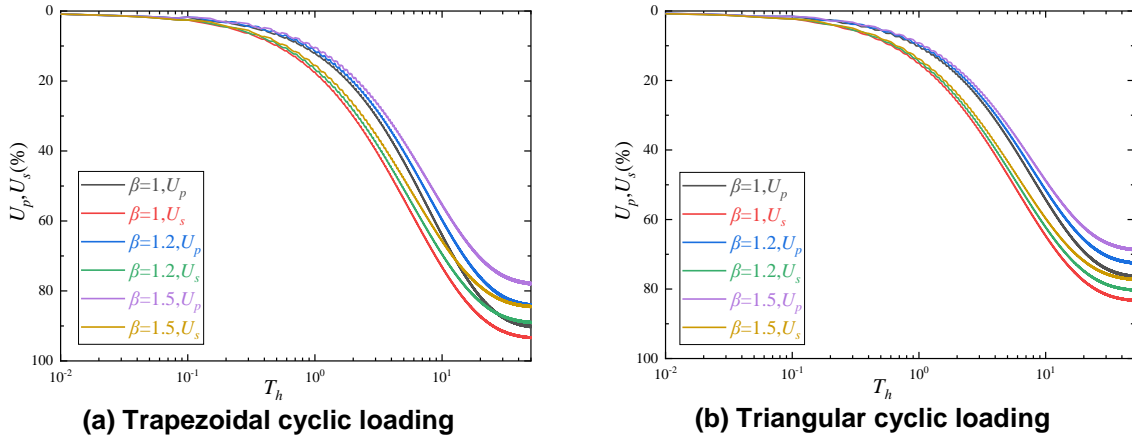 0
20
40
60
80
100
U_p,U_s(%)
β=1,U_p
β=1,U_s
β=1.2,U_p
β=1.2,U_s
β=1.5,U_p
β=1.5,U_s
10^-2 10^-1 10^0 10^1
T_h
(a) Trapezoidal cyclic loading
0
20
40
60
80
100
U_p,U_s(%)
β=1,U_p
β=1,U_s
β=1.2,U_p
β=1.2,U_s
β=1.5,U_p
β=1.5,U_s
10^-2 10^-1 10^0 10^1
T_h
(b) Triangular cyclic loading